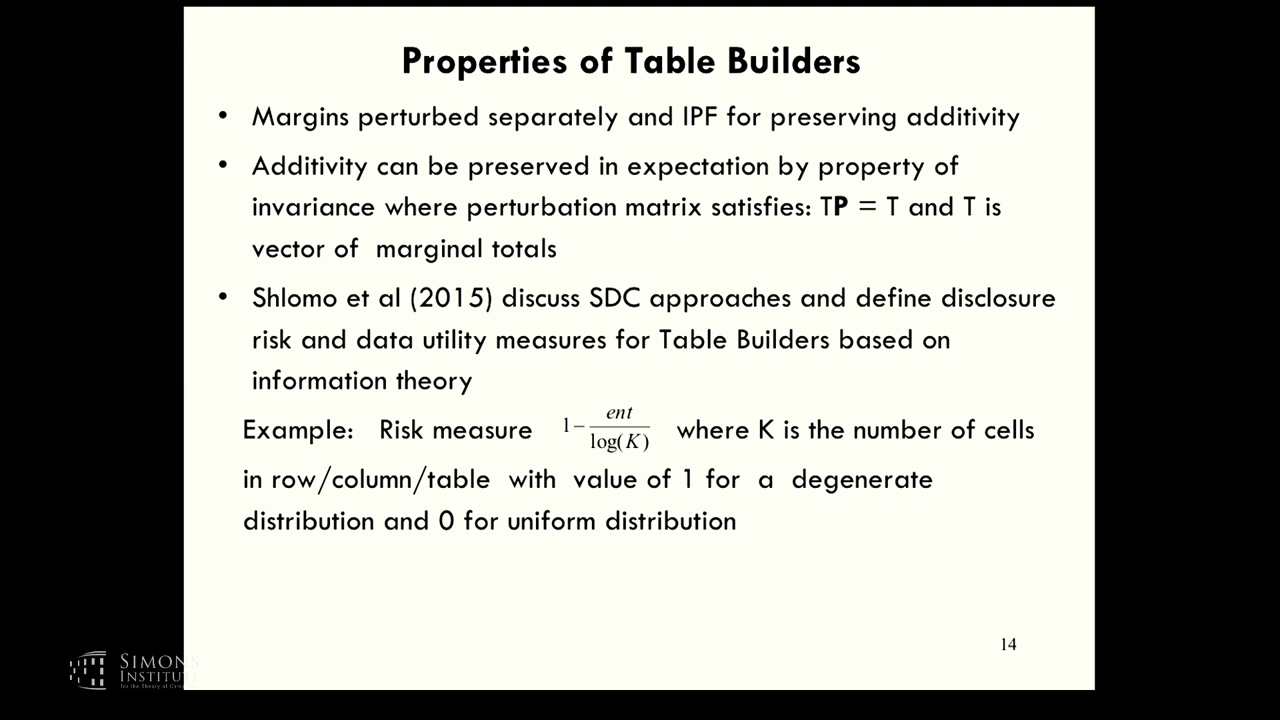 Properties of Table Builders
• Margins perturbed separately and IPF for preserving additivity
• Additivity can be preserved in expectation by property of
invariance where perturbation matrix satisfies: TP = T and T is
vector of marginal totals
• Shlomo et al (2015) discuss SDC approaches and define disclosure
risk and data utility measures for Table Builders based on
information theory
Example: Risk measure 1 − ent / log(K) where K is the number of cells
in row/column/table with value of 1 for a degenerate
distribution and 0 for uniform distribution
14
SIMONS
INSTITUTE
for the Theory of